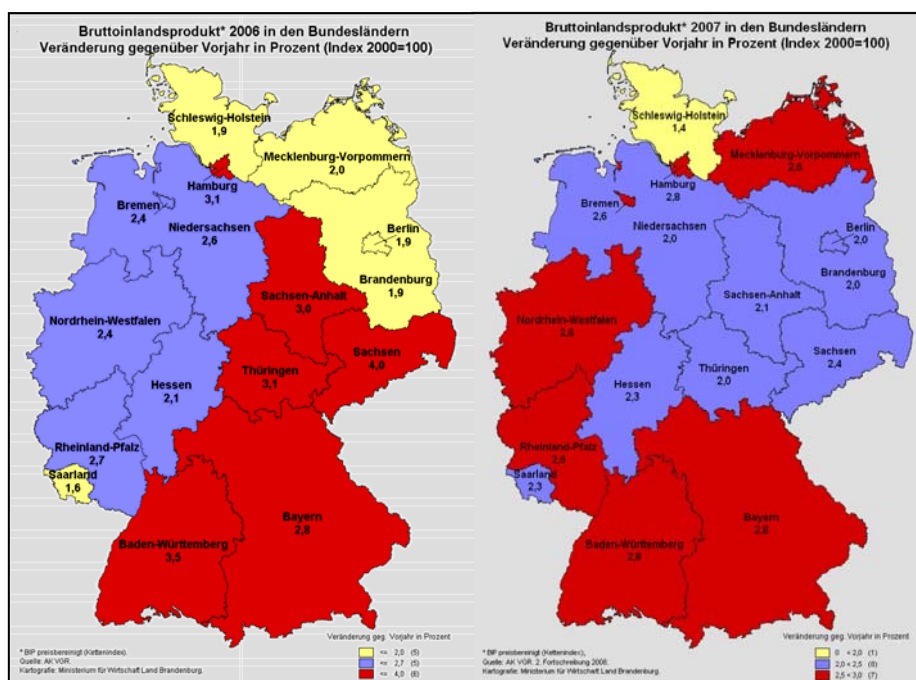 Bruttoinlandsprodukt* 2006 in den Bundesländern
Veränderung gegenüber Vorjahr in Prozent (Index 2000=100)
Schleswig-Holstein
1,9
Mecklenburg-Vorpommern
2,0
Hamburg
3,1
Bremen
2,4
Niedersachsen
2,6
Berlin
1,9
Brandenburg
1,9
Sachsen-Anhalt
3,0
Nordrhein-Westfalen
2,4
Sachsen
4,0
Thüringen
3,1
Hessen
2,1
Rheinland-Pfalz
2,7
Saarland
1,6
Bayern
2,8
Baden-Württemberg
3,5
Veränderung geg. Vorjahr in Prozent
* BIP preisbereinigt (Kettenindex).
Quelle: AK VGR.
Kartografie: Ministerium für Wirtschaft Land Brandenburg.
<= 2,0 (5)
<= 2,7 (5)
<= 4,0 (6)
Bruttoinlandsprodukt* 2007 in den Bundesländern
Veränderung gegenüber Vorjahr in Prozent (Index 2000=100)
Schleswig-Holstein
1,4
Mecklenburg-Vorpommern
Hamburg
2,8
Bremen
2,6
Niedersachsen
2,0
Berlin
2,0
Brandenburg
2,0
Sachsen-Anhalt
2,1
Nordrhein-Westfalen
Sachsen
2,4
Thüringen
2,0
Hessen
2,3
Rheinland-Pfalz
Saarland
2,3
Bayern
2,8
Baden-Württemberg
Veränderung geg. Vorjahr in Prozent
* BIP preisbereinigt (Kettenindex),
Quelle: AK VGR. 2. Fortschreibung 2008.
Kartografie: Ministerium für Wirtschaft Land Brandenburg.
0 < 2,0 (1)
2,0 < 2,5 (8)
2,5 < 3,0 (7)